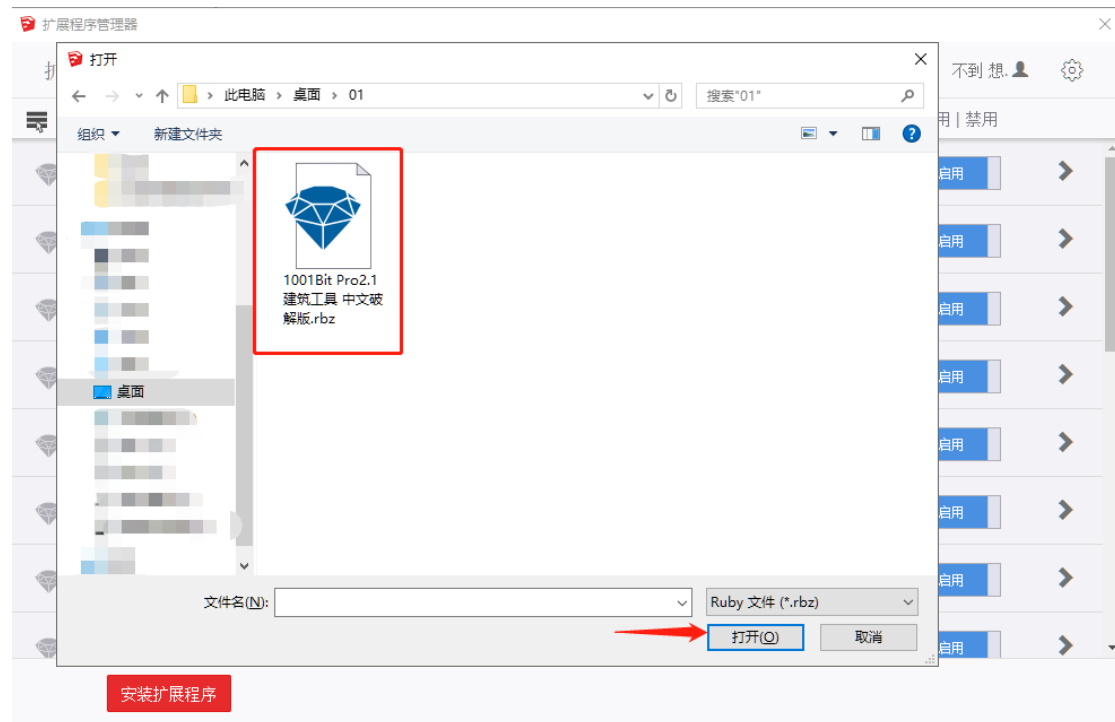 扩展程序管理器
打开
不到 想.
此电脑 › 桌面 › 01
搜索"01"
组织
新建文件夹
用 | 禁用
启用
启用
启用
启用
启用
启用
启用
启用
1001Bit Pro2.1
建筑工具 中文破
解版.rbz
桌面
文件名(N):
Ruby 文件 (*.rbz)
打开(O)
取消
安装扩展程序